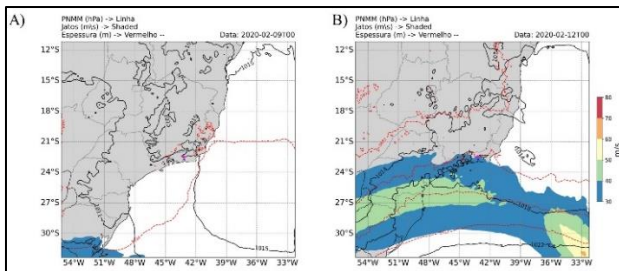 A)
PNMM (hPa) -> Linha
Jatos (m\s) -> Shaded
Espessura (m) -> Vermelho --
Data: 2020-02-09T00
12°S
15°S
18°S
21°S
24°S
27°S
30°S
54°W 51°W 48°W 45°W 42°W 39°W 36°W 33°W
1015
B)
PNMM (hPa) -> Linha
Jatos (m\s) -> Shaded
Espessura (m) -> Vermelho --
Data: 2020-02-12T00
12°S
15°S
18°S
21°S
24°S
27°S
30°S
54°W 51°W 48°W 45°W 42°W 39°W 36°W 33°W
80
70
60
50
40
30
m/s